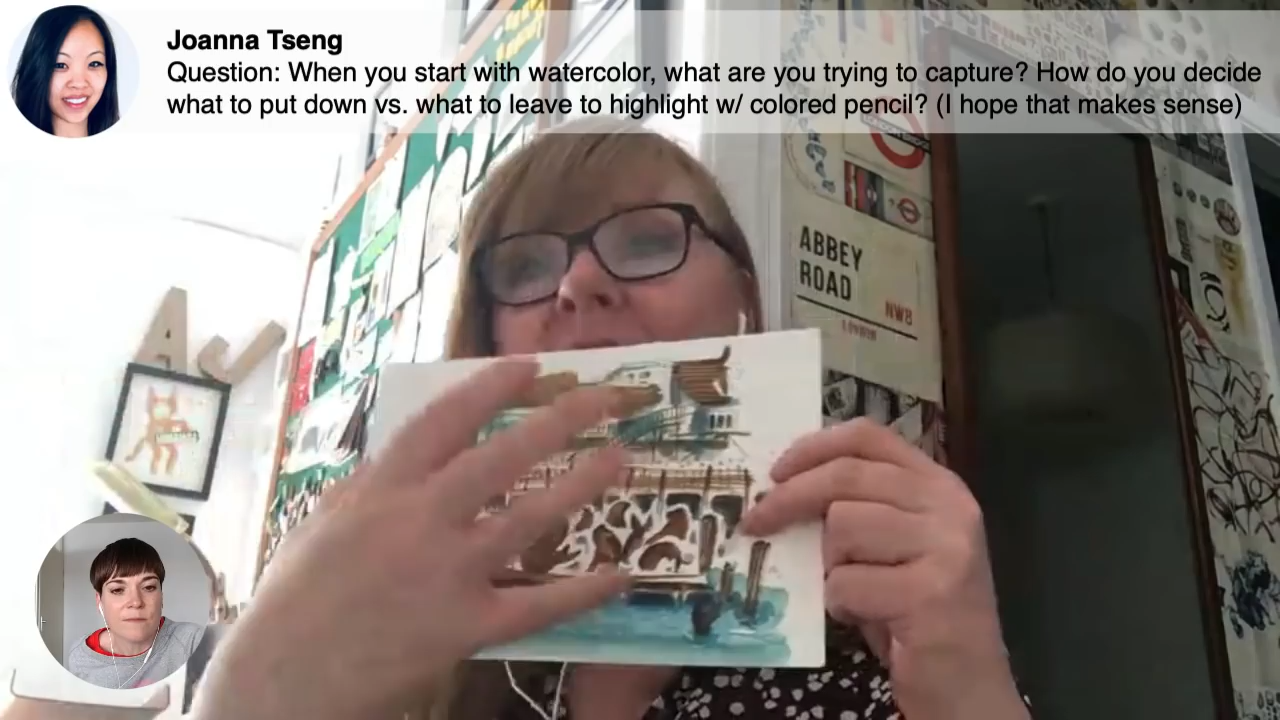 Joanna Tseng
Question: When you start with watercolor, what are you trying to capture? How do you decide
what to put down vs. what to leave to highlight w/ colored pencil? (I hope that makes sense)
ABBEY
ROAD
NW8
LONDON